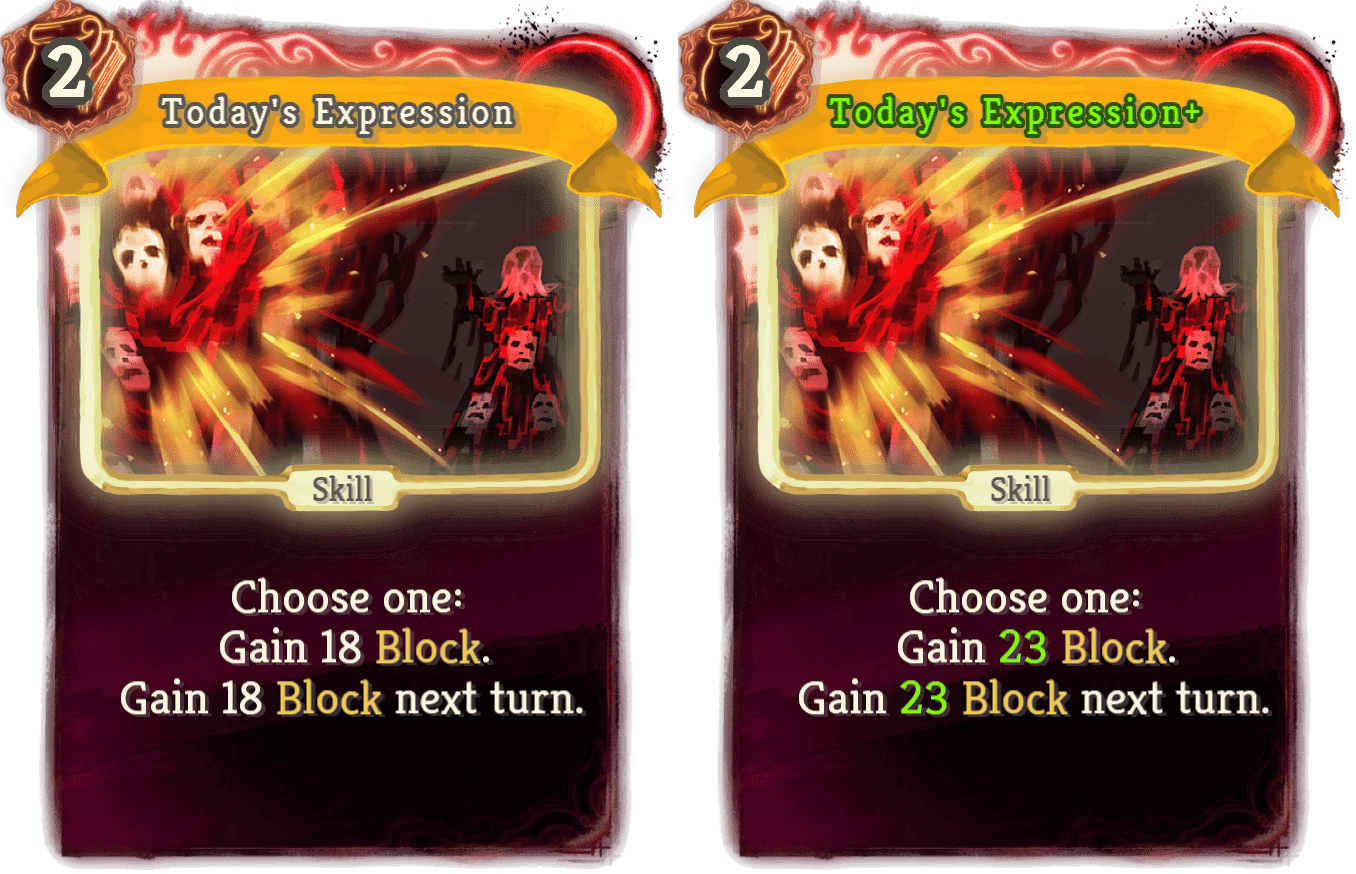 2
Today's Expression
Skill
Choose one:
Gain 18 Block.
Gain 18 Block next turn.
2
Today's Expression+
Skill
Choose one:
Gain 23 Block.
Gain 23 Block next turn.